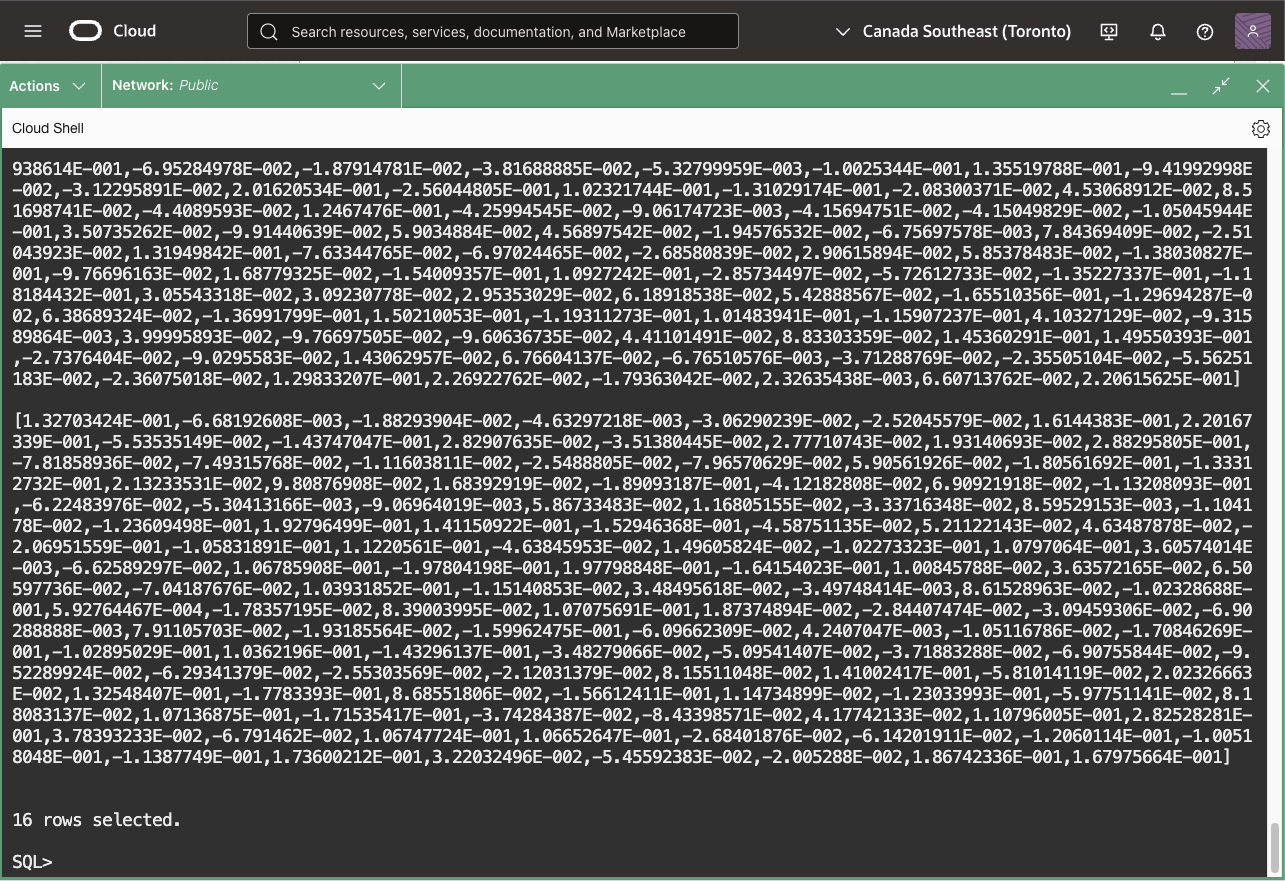 Cloud
Search resources, services, documentation, and Marketplace
Canada Southeast (Toronto)
Actions
Network: Public
Cloud Shell
938614E-001,-6.95284978E-002,-1.87914781E-002,-3.81688885E-002,-5.32799959E-003,-1.0025344E-001,1.35519788E-001,-9.41992998E
-002,-3.12295891E-002,2.01620534E-001,-2.56044805E-001,1.02321744E-001,-1.31029174E-001,-2.08300371E-002,4.53068912E-002,8.5
1698741E-002,-4.4089593E-002,1.2467476E-001,-4.25994545E-002,-9.06174723E-003,-4.15694751E-002,-4.15049829E-002,-1.05045944E
-001,3.50735262E-002,-9.91440639E-002,5.9034884E-002,4.56897542E-002,-1.94576532E-002,-6.75697578E-003,7.84369409E-002,-2.51
043923E-002,1.31949842E-001,-7.63344765E-002,-6.97024465E-002,-2.68580839E-002,2.90615894E-002,5.85378483E-002,-1.38030827E-
001,-9.76696163E-002,1.68779325E-002,-1.54009357E-001,1.0927242E-001,-2.85734497E-002,-5.72612733E-002,-1.35227337E-001,-1.1
8184432E-001,3.05543318E-002,3.09230778E-002,2.95353029E-002,6.18918538E-002,5.42888567E-002,-1.65510356E-001,-1.29694287E-0
02,6.38689324E-002,-1.36991799E-001,1.50210053E-001,-1.19311273E-001,1.01483941E-001,-1.15907237E-001,4.10327129E-002,-9.315
89864E-003,3.99995893E-002,-9.76697505E-002,-9.60636735E-002,4.41101491E-002,8.83303359E-002,1.45360291E-001,1.49550393E-001
,-2.7376404E-002,-9.0295583E-002,1.43062957E-002,6.76604137E-002,-6.76510576E-003,-3.71288769E-002,-2.35505104E-002,-5.56251
183E-002,-2.36075018E-002,1.29833207E-001,2.26922762E-002,-1.79363042E-002,2.32635438E-003,6.60713762E-002,2.20615625E-001]
[1.32703424E-001,-6.68192608E-003,-1.88293904E-002,-4.63297218E-003,-3.06290239E-002,-2.52045579E-002,1.6144383E-001,2.20167
339E-001,-5.53535149E-002,-1.43747047E-001,2.82907635E-002,-3.51380445E-002,2.77710743E-002,1.93140693E-002,2.88295805E-001,
-7.81858936E-002,-7.49315768E-002,-1.11603811E-002,-2.5488805E-002,-7.96570629E-002,5.90561926E-002,-1.80561692E-001,-1.3331
2732E-001,2.13233531E-002,9.80876908E-002,1.68392919E-002,-1.89093187E-001,-4.12182808E-002,6.90921918E-002,-1.13208093E-001
,-6.22483976E-002,-5.30413166E-003,-9.06964019E-003,5.86733483E-002,1.16805155E-002,-3.33716348E-002,8.59529153E-003,-1.1041
78E-002,-1.23609498E-001,1.92796499E-001,1.41150922E-001,-1.52946368E-001,-4.58751135E-002,5.21122143E-002,4.63487878E-002,-
2.06951559E-001,-1.05831891E-001,1.1220561E-001,-4.63845953E-002,1.49605824E-002,-1.02273323E-001,1.0797064E-001,3.60574014E
-003,-6.62589297E-002,1.06785908E-001,-1.97804198E-001,1.97798848E-001,-1.64154023E-001,1.00845788E-002,3.63572165E-002,6.50
597736E-002,-7.04187676E-002,1.03931852E-001,-1.15140853E-002,3.48495618E-002,-3.49748414E-003,8.61528963E-002,-1.02328688E-
001,5.92764467E-004,-1.78357195E-002,8.39003995E-002,1.07075691E-001,1.87374894E-002,-2.84407474E-002,-3.09459306E-002,-6.90
288888E-003,7.91105703E-002,-1.93185564E-002,-1.59962475E-001,-6.09662309E-002,4.2407047E-003,-1.05116786E-002,-1.70846269E-
001,-1.02895029E-001,1.0362196E-001,-1.43296137E-001,-3.48279066E-002,-5.09541407E-002,-3.71883288E-002,-6.90755844E-002,-9.
52289924E-002,-6.29341379E-002,-2.55303569E-002,-2.12031379E-002,8.15511048E-002,1.41002417E-001,-5.81014119E-002,2.02326663
E-002,1.32548407E-001,-1.7783393E-001,8.68551806E-002,-1.56612411E-001,1.14734899E-002,-1.23033993E-001,-5.97751141E-002,8.1
8083137E-002,1.07136875E-001,-1.71535417E-001,-3.74284387E-002,-8.43398571E-002,4.17742133E-002,1.10796005E-001,2.82528281E-
001,3.78393233E-002,-6.791462E-002,1.06747724E-001,1.06652647E-001,-2.68401876E-002,-6.14201911E-002,-1.2060114E-001,-1.0051
8048E-001,-1.1387749E-001,1.73600212E-001,3.22032496E-002,-5.45592383E-002,-2.005288E-002,1.86742336E-001,1.67975664E-001]
16 rows selected.
SQL>